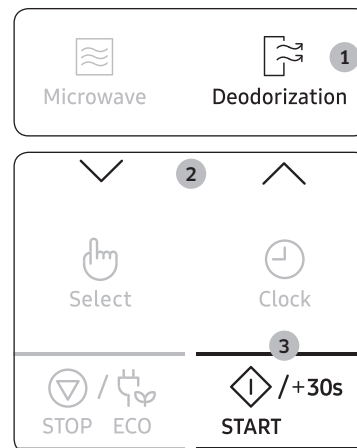 1
Microwave Deodorization
2
Select Clock
3
/ /+30s
STOP ECO START